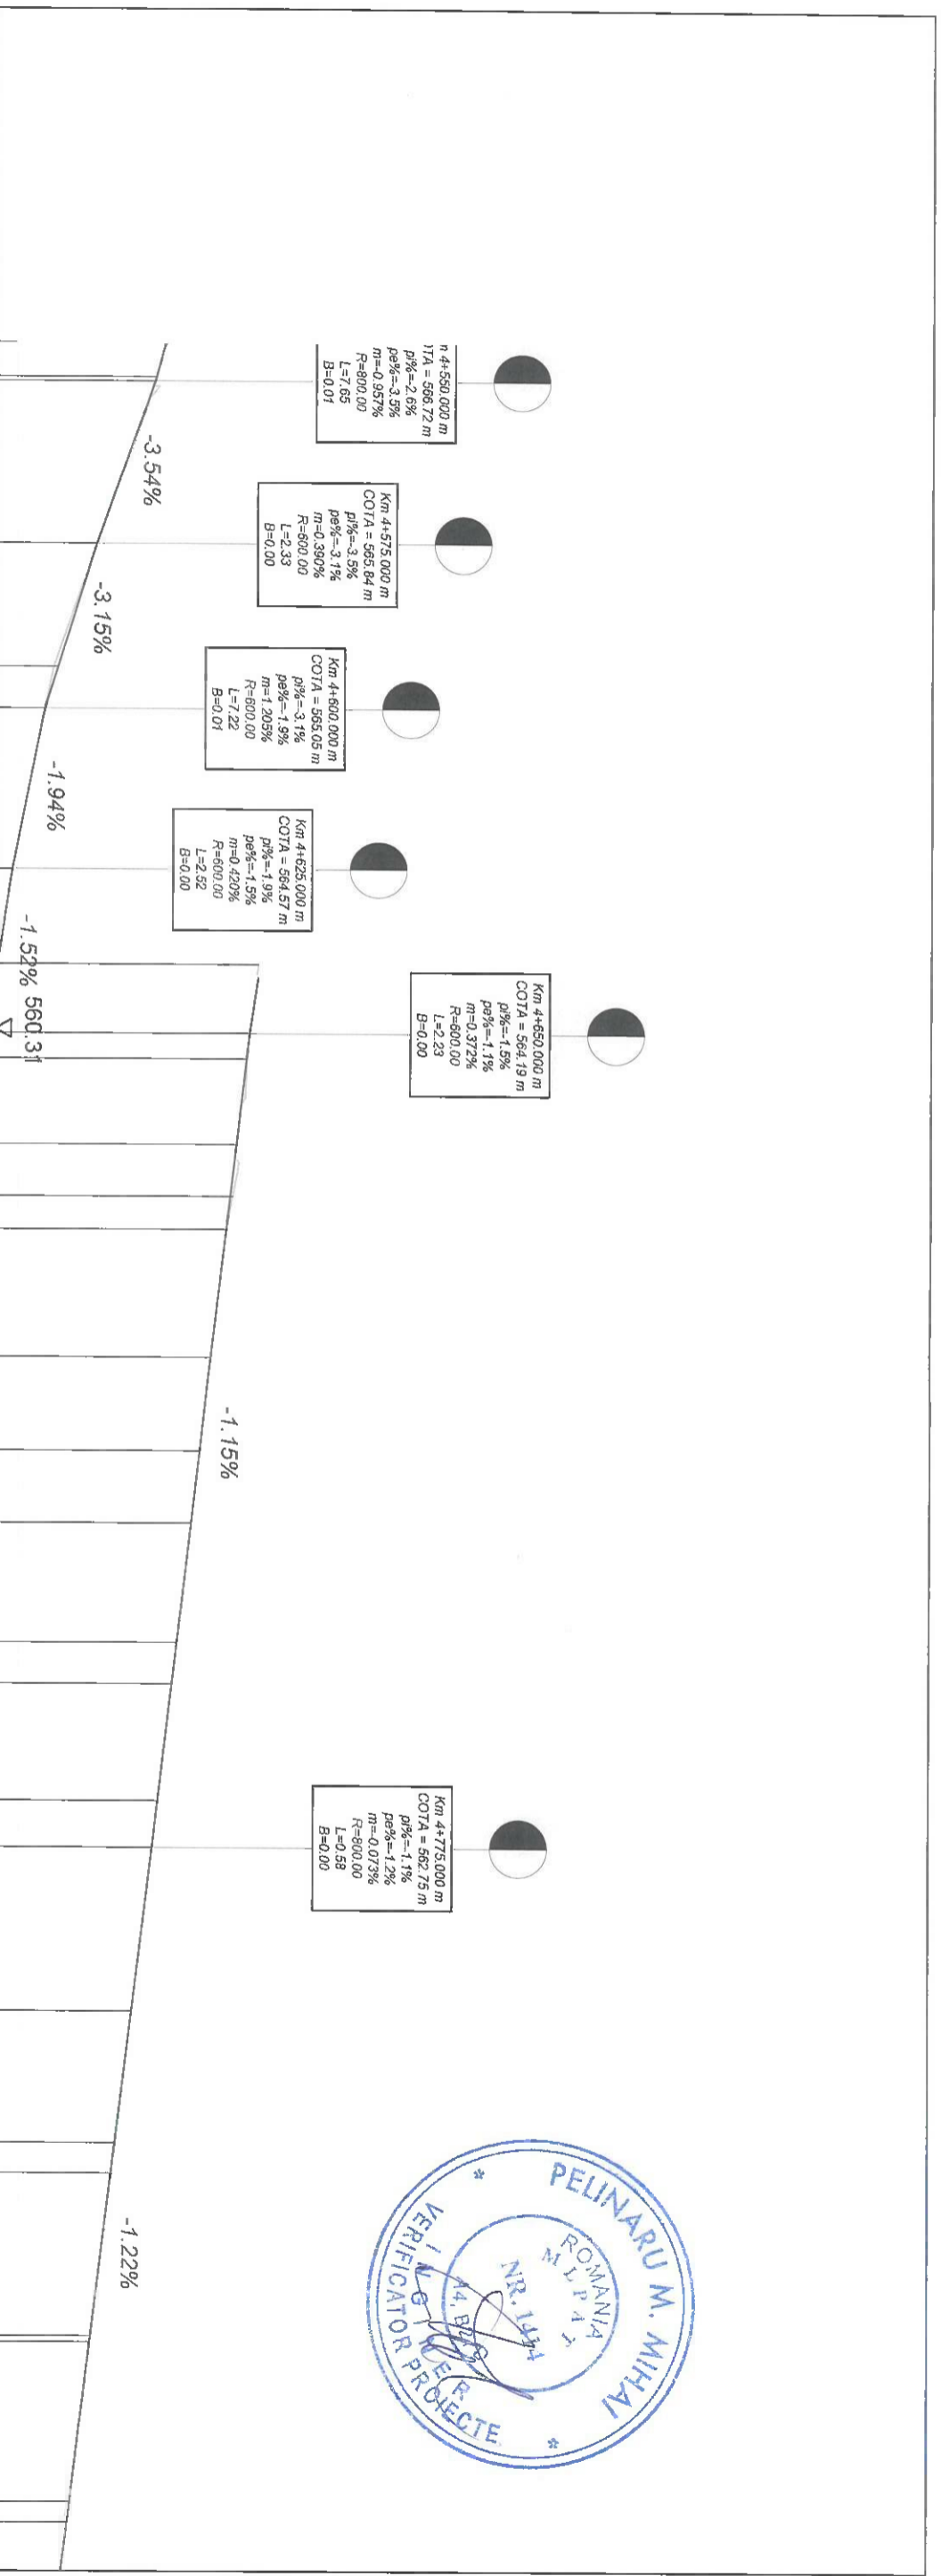 n 4+550.000 m
TA = 566.72 m
pi%=-2.6%
pe%=-3.5%
m=-0.957%
R=800.00
L=7.65
B=0.01
-3.54%
Km 4+575.000 m
COTA = 565.84 m
pi%=-3.5%
pe%=-3.1%
m=0.390%
R=600.00
L=2.33
B=0.00
-3.15%
Km 4+600.000 m
COTA = 565.05 m
pi%=-3.1%
pe%=-1.9%
m=1.205%
R=600.00
L=7.22
B=0.01
-1.94%
Km 4+625.000 m
COTA = 564.57 m
pi%=-1.9%
pe%=-1.5%
m=0.420%
R=600.00
L=2.52
B=0.00
-1.52% 560.31
Km 4+650.000 m
COTA = 564.19 m
pi%=-1.5%
pe%=-1.1%
m=0.372%
R=600.00
L=2.23
B=0.00
-1.15%
Km 4+775.000 m
COTA = 562.75 m
pi%=-1.1%
pe%=-1.2%
m=-0.073%
R=800.00
L=0.58
B=0.00
-1.22%
PELINARU M. MIHAI
ROMANIA
NR.
A4,
INGINER
VERIFICATOR PROIECTE